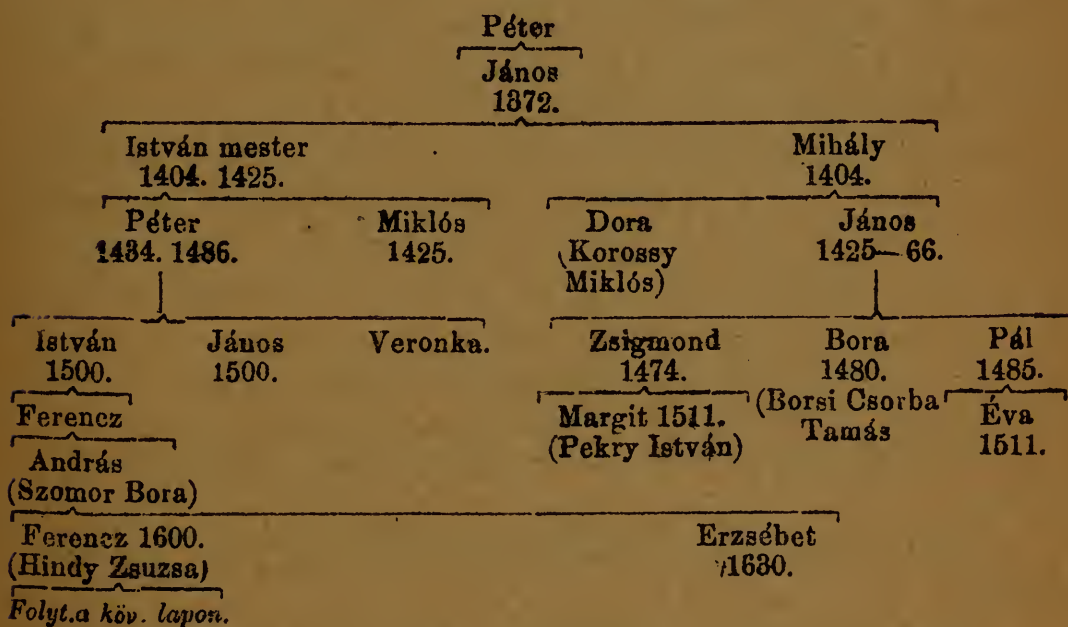 Péter
János
1372.
István mester Mihály
1404. 1425. 1404.
Péter Miklós Dora János
1434. 1486. 1425. (Korossy 1425—66.
Miklós)
István János Veronka. Zsigmond Bora Pál
1500. 1500. 1474. 1480. 1485.
Ferencz Margit 1511. (Borsi Csorba Éva
(Pekry István) Tamás 1511.
András
(Szomor Bora)
Ferencz 1600. Erzsébet
(Hindy Zsuzsa) 1630.
Folyt.a köv. lapon.